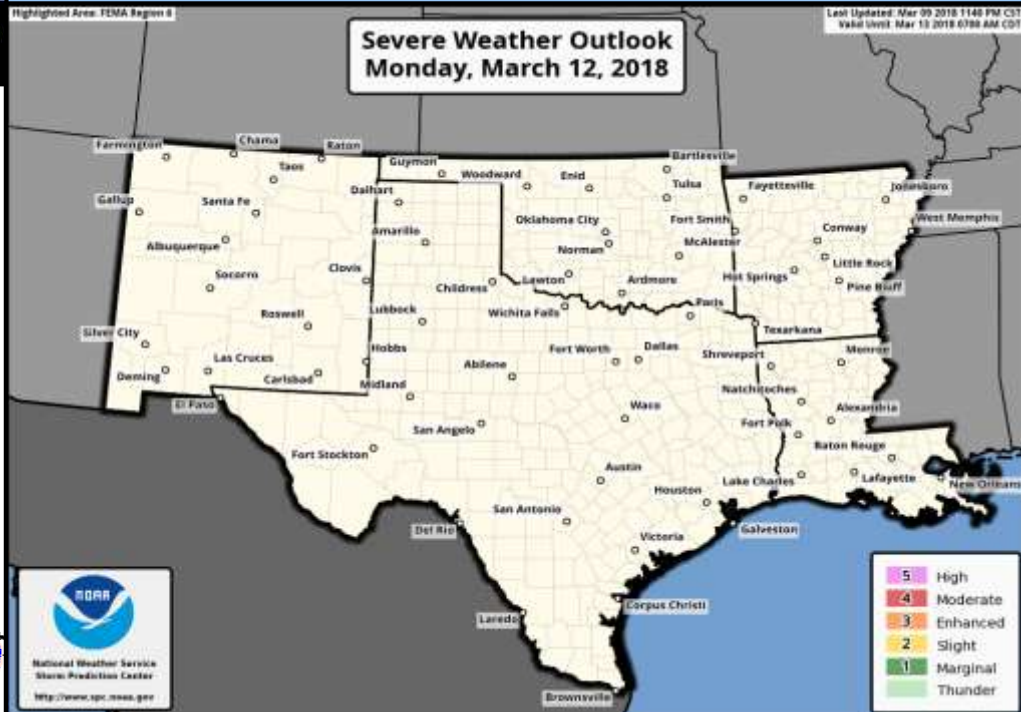 Highlighted Area: FEMA Region 6
Last Updated: Mar 09 2018 1140 PM CST
Valid Until: Mar 13 2018 0700 AM CDT
Severe Weather Outlook
Monday, March 12, 2018
Farmington
Chama
Raton
Taos
Guymon
Woodward
Enid
Bartlesville
Tulsa
Fayetteville
Jonesboro
Gallup
Santa Fe
Dalhart
Oklahoma City
Fort Smith
West Memphis
Albuquerque
Amarillo
Norman
McAlester
Conway
Socorro
Clovis
Childress
Lawton
Ardmore
Hot Springs
Little Rock
Pine Bluff
Roswell
Lubbock
Wichita Falls
Paris
Texarkana
Silver City
Las Cruces
Hobbs
Abilene
Fort Worth
Dallas
Shreveport
Monroe
Deming
Carlsbad
Midland
Natchitoches
El Paso
San Angelo
Waco
Fort Polk
Alexandria
Fort Stockton
Baton Rouge
Austin
Houston
Lake Charles
Lafayette
New Orleans
Del Rio
San Antonio
Victoria
Galveston
Laredo
Corpus Christi
Brownsville
NOAA
National Weather Service
Storm Prediction Center
http://www.spc.noaa.gov
5 High
4 Moderate
3 Enhanced
2 Slight
1 Marginal
Thunder